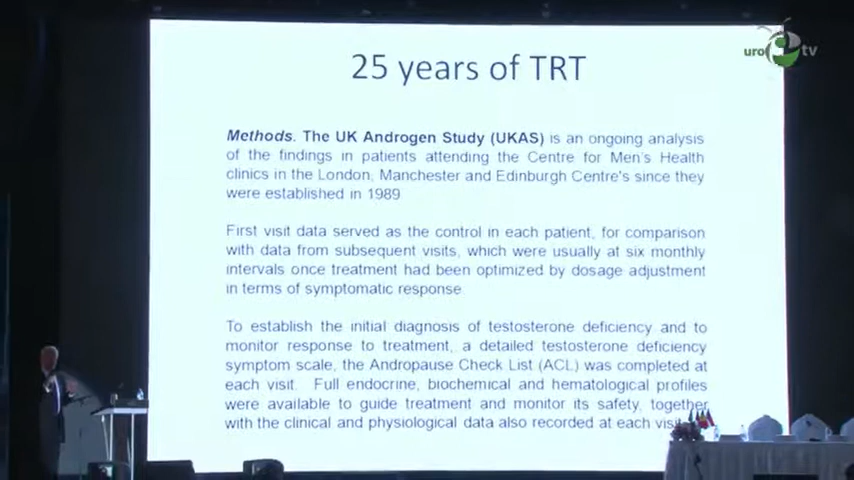 uro tv
25 years of TRT
Methods. The UK Androgen Study (UKAS) is an ongoing analysis
of the findings in patients attending the Centre for Men's Health
clinics in the London, Manchester and Edinburgh Centre's since they
were established in 1989
First visit data served as the control in each patient, for comparison
with data from subsequent visits, which were usually at six monthly
intervals once treatment had been optimized by dosage adjustment
in terms of symptomatic response
To establish the initial diagnosis of testosterone deficiency and to
monitor response to treatment, a detailed testosterone deficiency
symptom scale, the Andropause Check List (ACL) was completed at
each visit. Full endocrine, biochemical and hematological profiles
were available to guide treatment and monitor its safety, together
with the clinical and physiological data also recorded at each visit